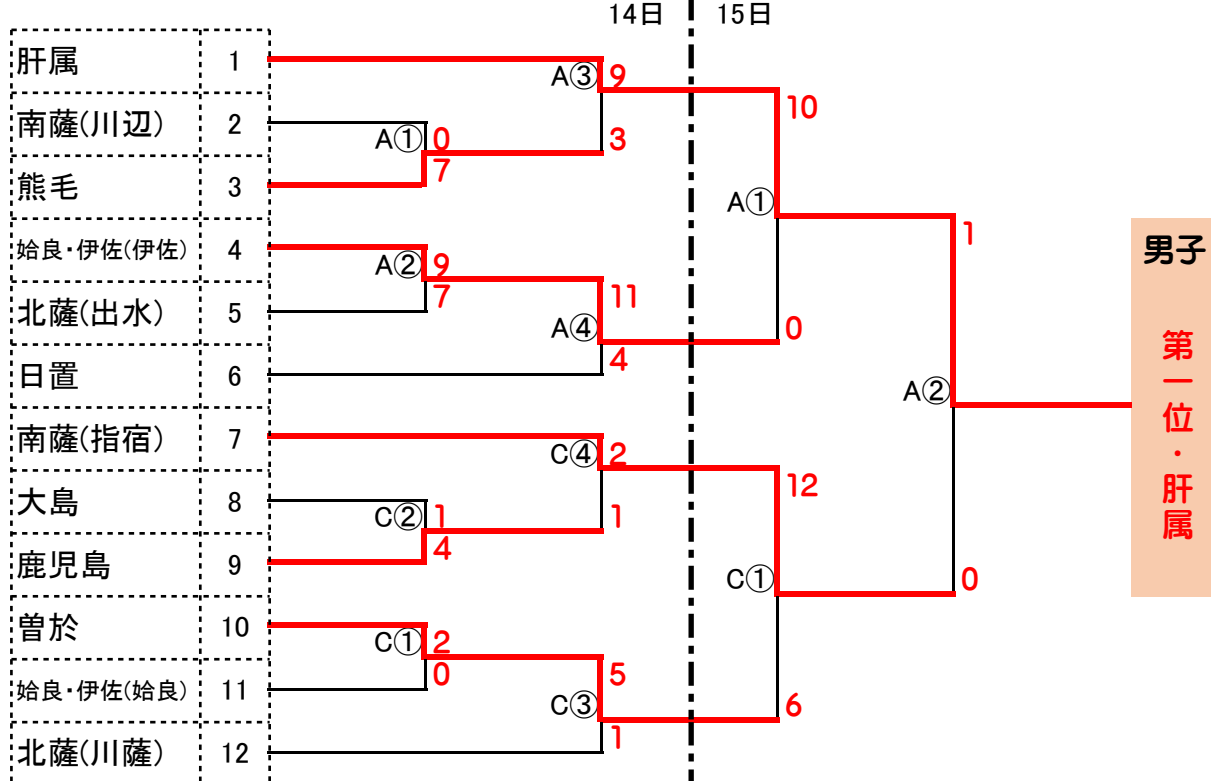 14日 15日
肝属 1
A③ 9
10
南薩(川辺) 2
A① 0
3
7
熊毛 3
A①
1
姶良・伊佐(伊佐) 4
A② 9
男子
7
11
北薩(出水) 5
A④
0
4
第一位・肝属
日置 6
A②
南薩(指宿) 7
C④ 2
12
大島 8
C② 1
1
4
鹿児島 9
C①
0
曽於 10
C① 2
0
5
姶良・伊佐(始良) 11
C③
6
1
北薩(川薩) 12